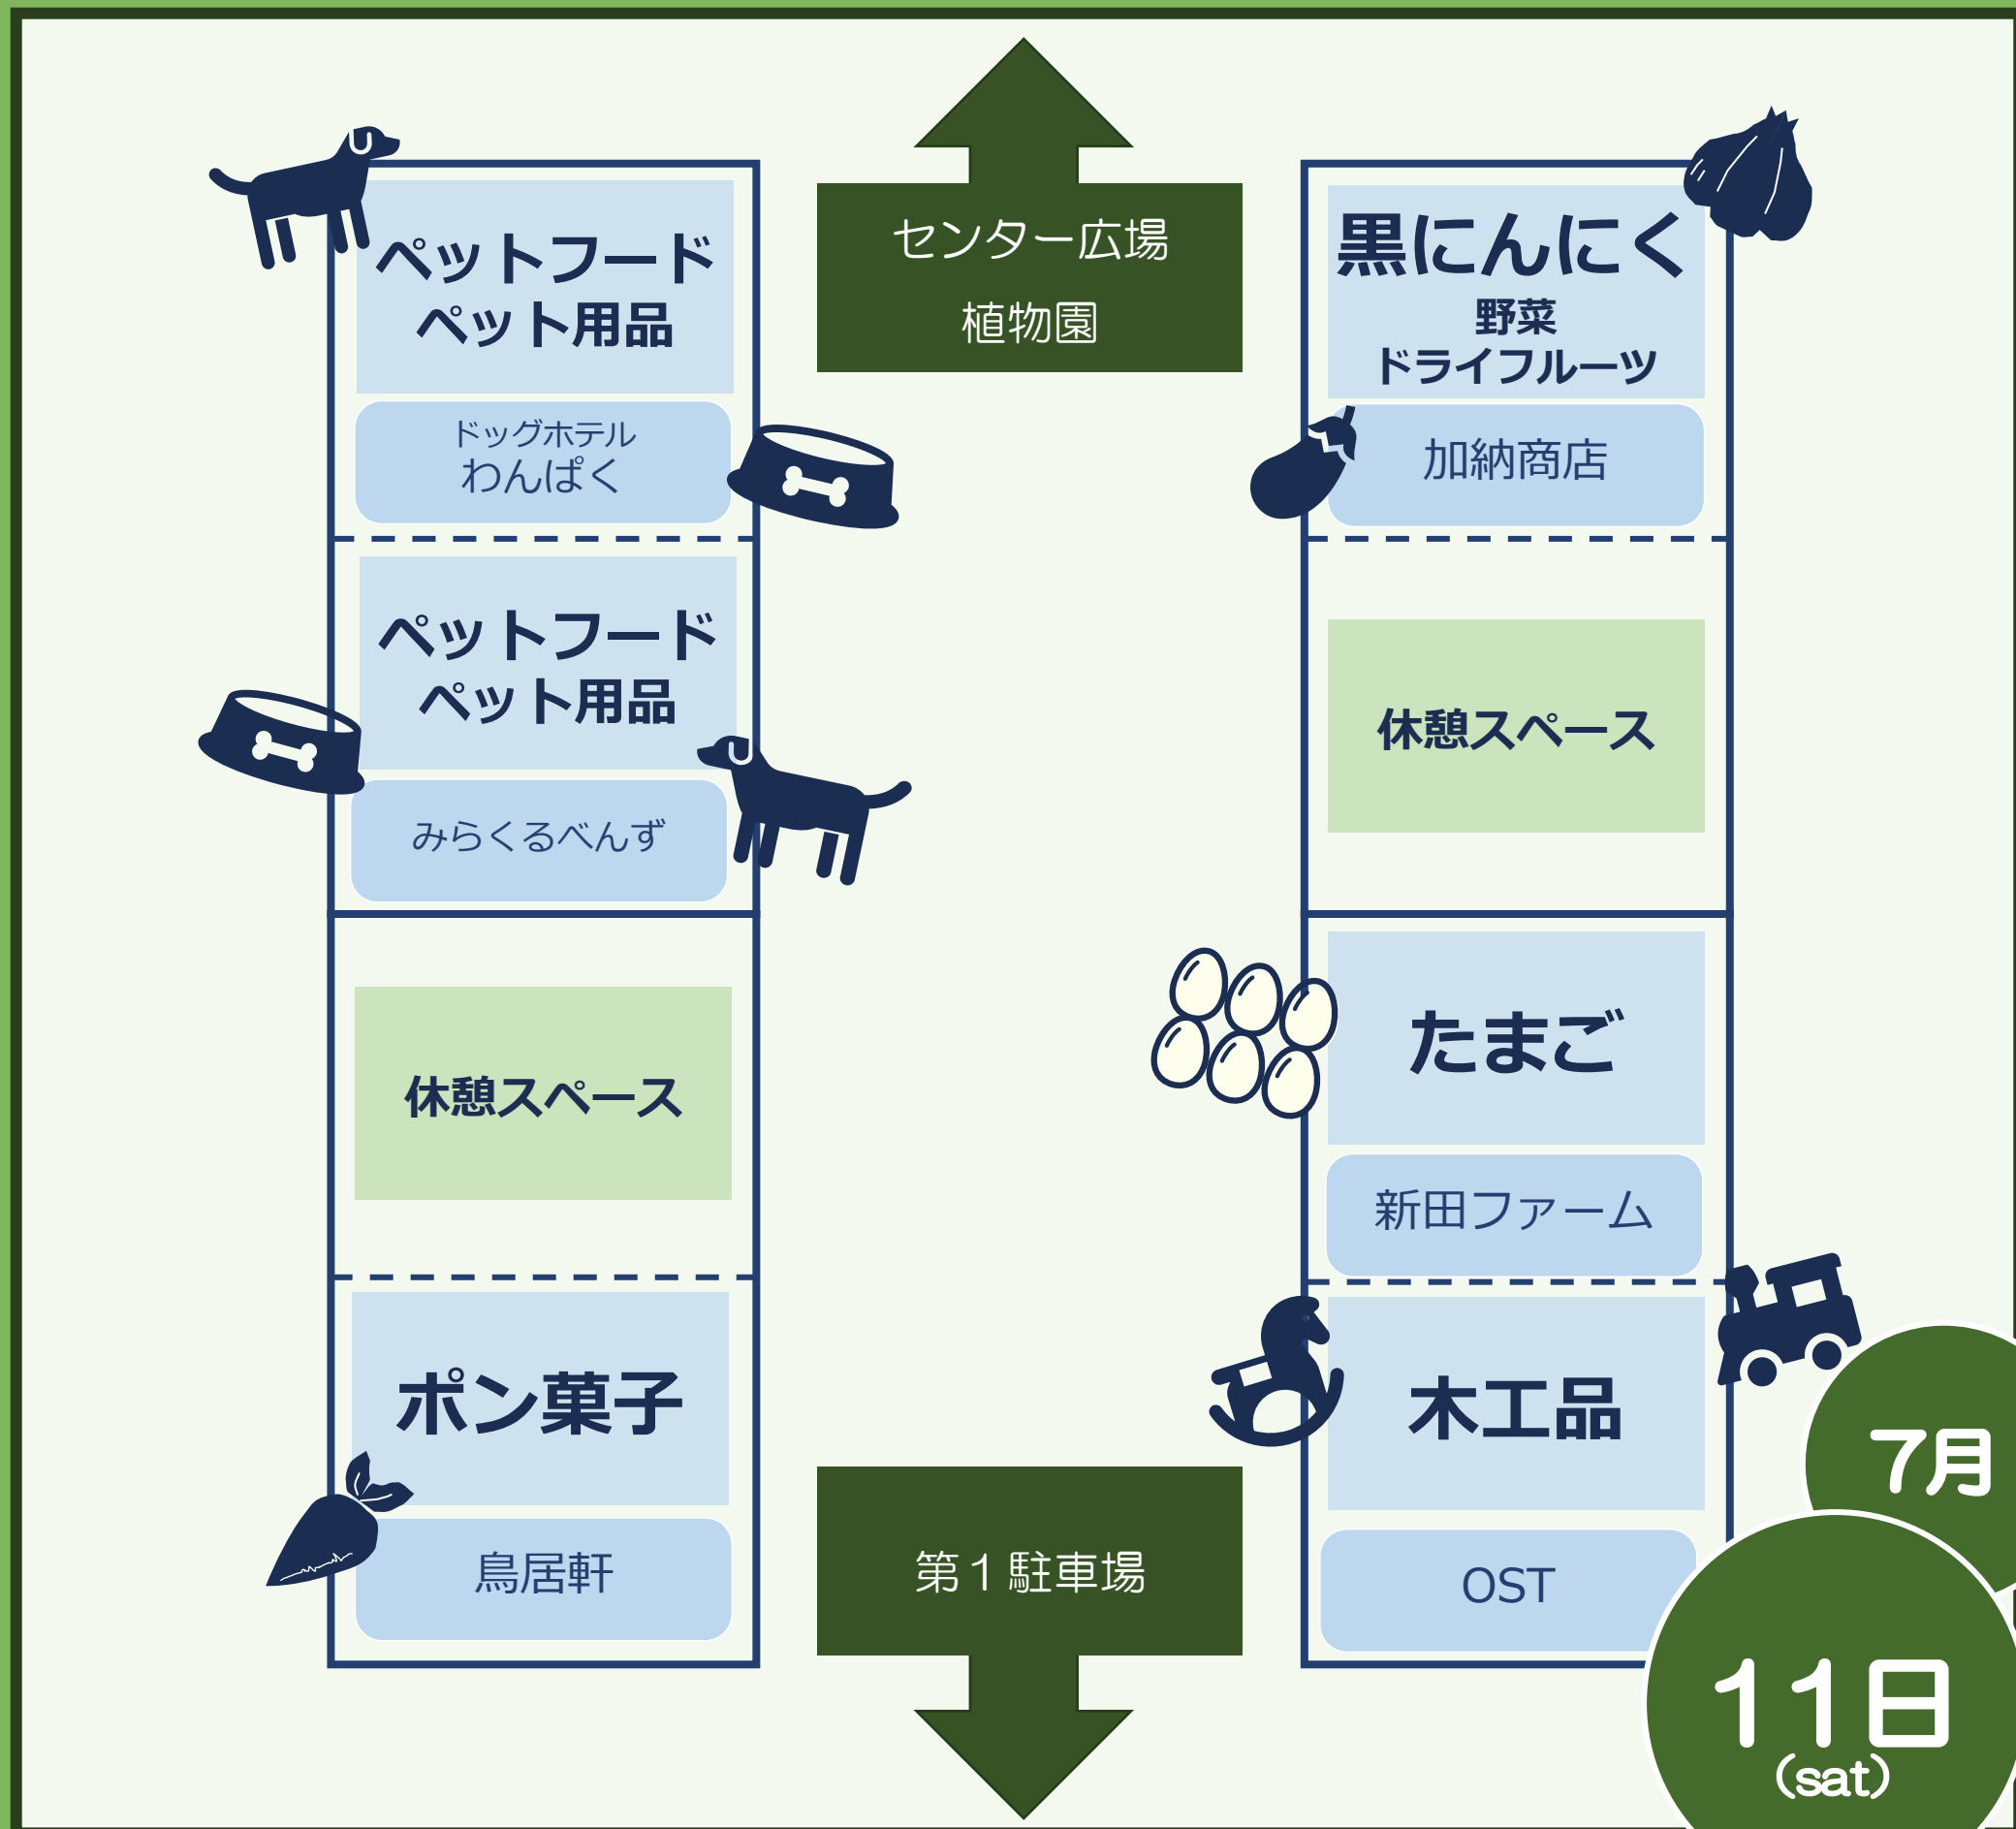 センター広場
植物園
ペットフード
ペット用品
ドッグホテル
わんぱく
ペットフード
ペット用品
みらくるべんず
休憩スペース
ポン菓子
鳥居軒
黒にんにく
野菜
ドライフルーツ
加納商店
休憩スペース
たまご
新田ファーム
木工品
OST
第１駐車場
7月
11日
(sat)